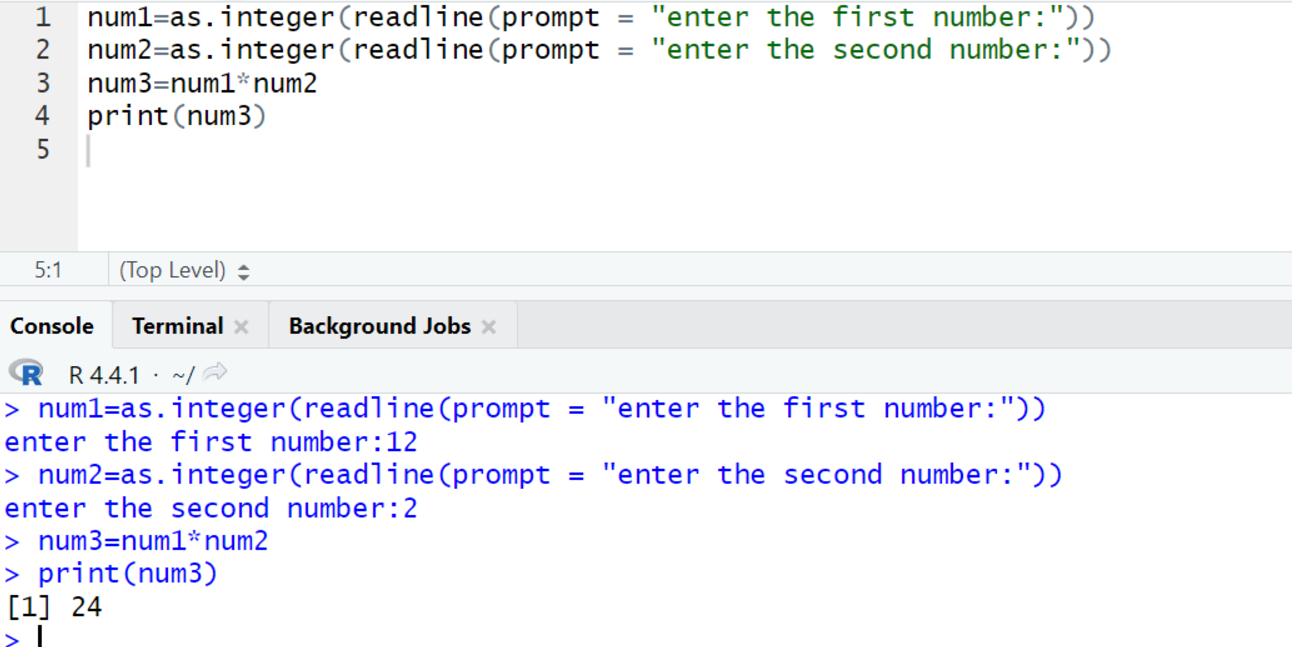 1 num1=as.integer(readline(prompt = "enter the first number:"))
2 num2=as.integer(readline(prompt = "enter the second number:"))
3 num3=num1*num2
4 print(num3)
5
5:1 (Top Level)
Console Terminal Background Jobs
R R 4.4.1 · ~/
> num1=as.integer(readline(prompt = "enter the first number:"))
enter the first number:12
> num2=as.integer(readline(prompt = "enter the second number:"))
enter the second number:2
> num3=num1*num2
> print(num3)
[1] 24
>